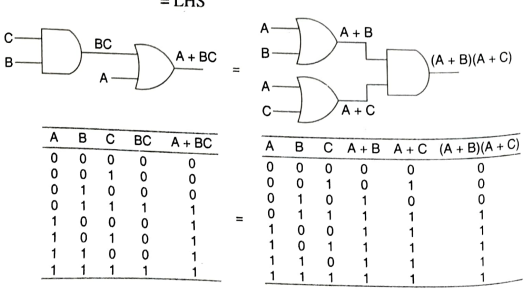 = LHS
C
B
BC
A
A + BC
=
A
B
A + B
A
C
A + C
(A + B)(A + C)
A B C BC A + BC
0 0 0 0 0
0 0 1 0 0
0 1 0 0 0
0 1 1 1 1
1 0 0 0 1
1 0 1 0 1
1 1 0 0 1
1 1 1 1 1
=
A B C A + B A + C (A + B)(A + C)
0 0 0 0 0 0
0 0 1 0 1 0
0 1 0 1 0 0
0 1 1 1 1 1
1 0 0 1 1 1
1 0 1 1 1 1
1 1 0 1 1 1
1 1 1 1 1 1